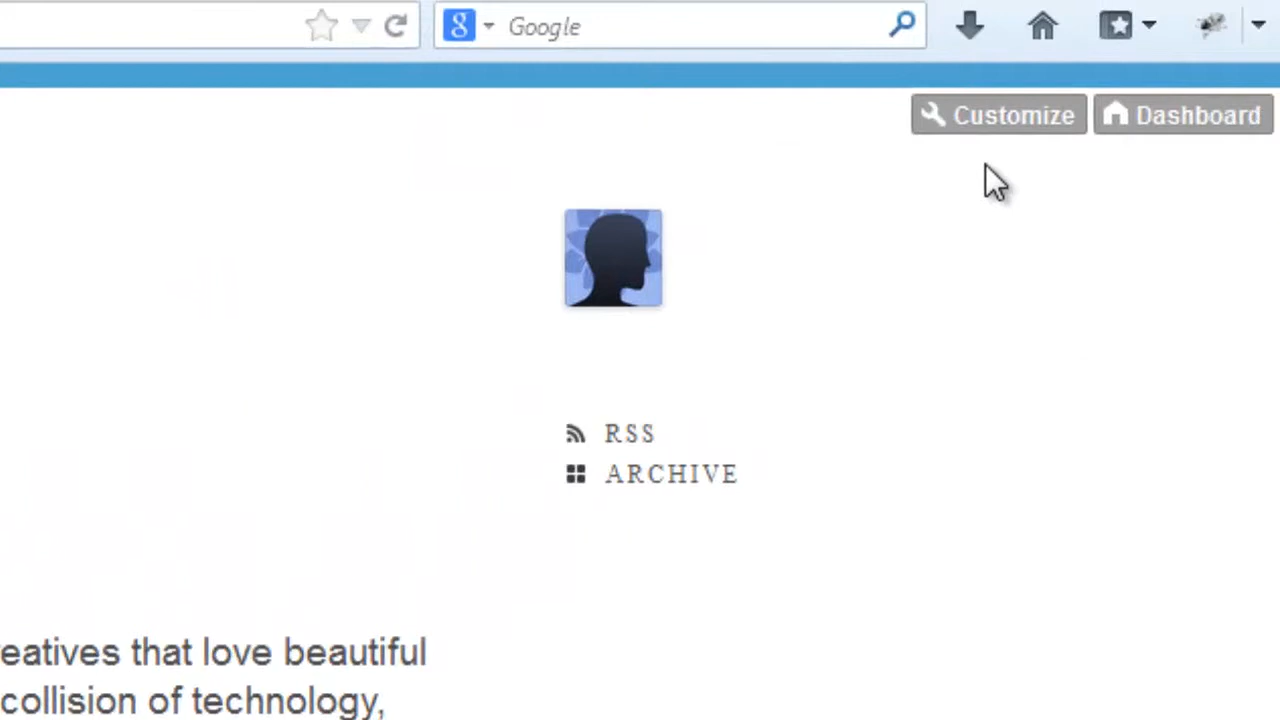 Google
Customize
Dashboard
RSS
ARCHIVE
eatives that love beautiful
collision of technology,